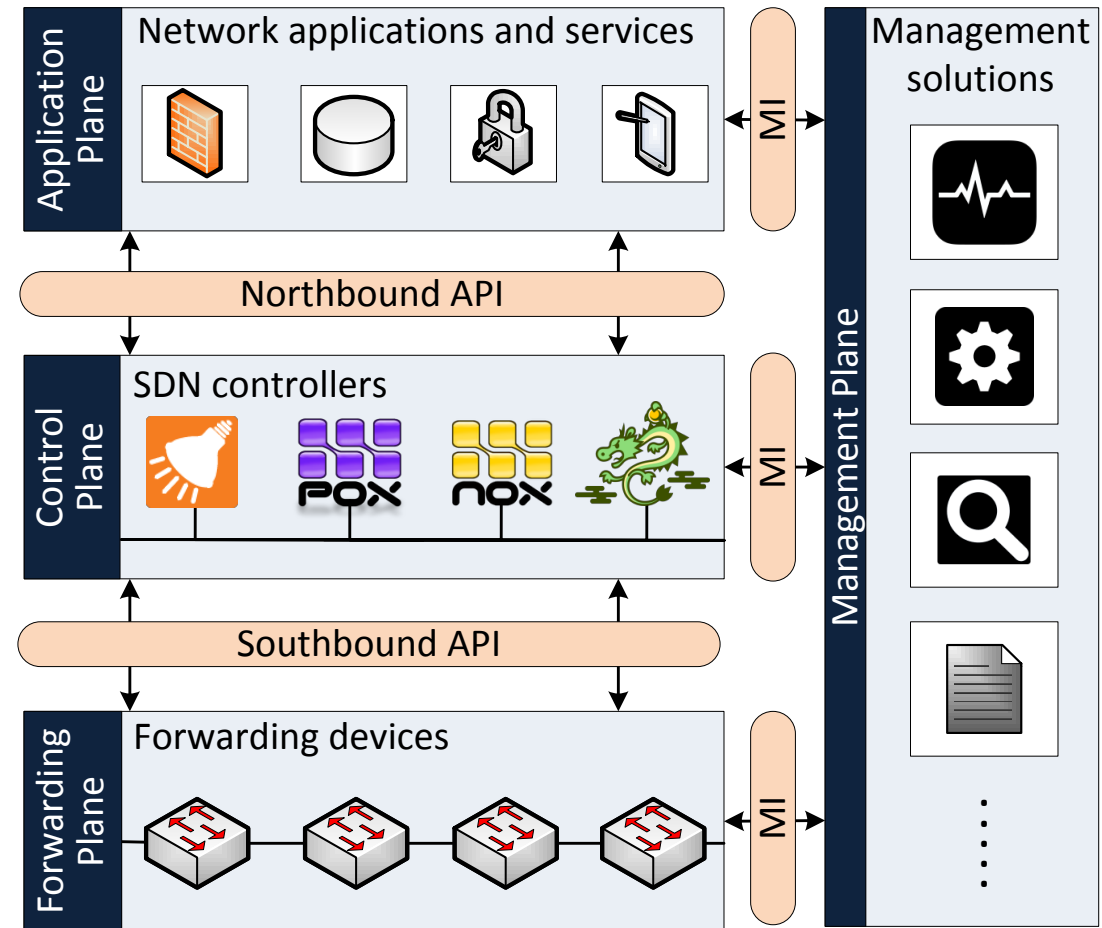 Application
Plane
Network applications and services
MI
Management
solutions
Northbound API
Control
Plane
SDN controllers
POX
nox
MI
Management Plane
Southbound API
Forwarding
Plane
Forwarding devices
MI